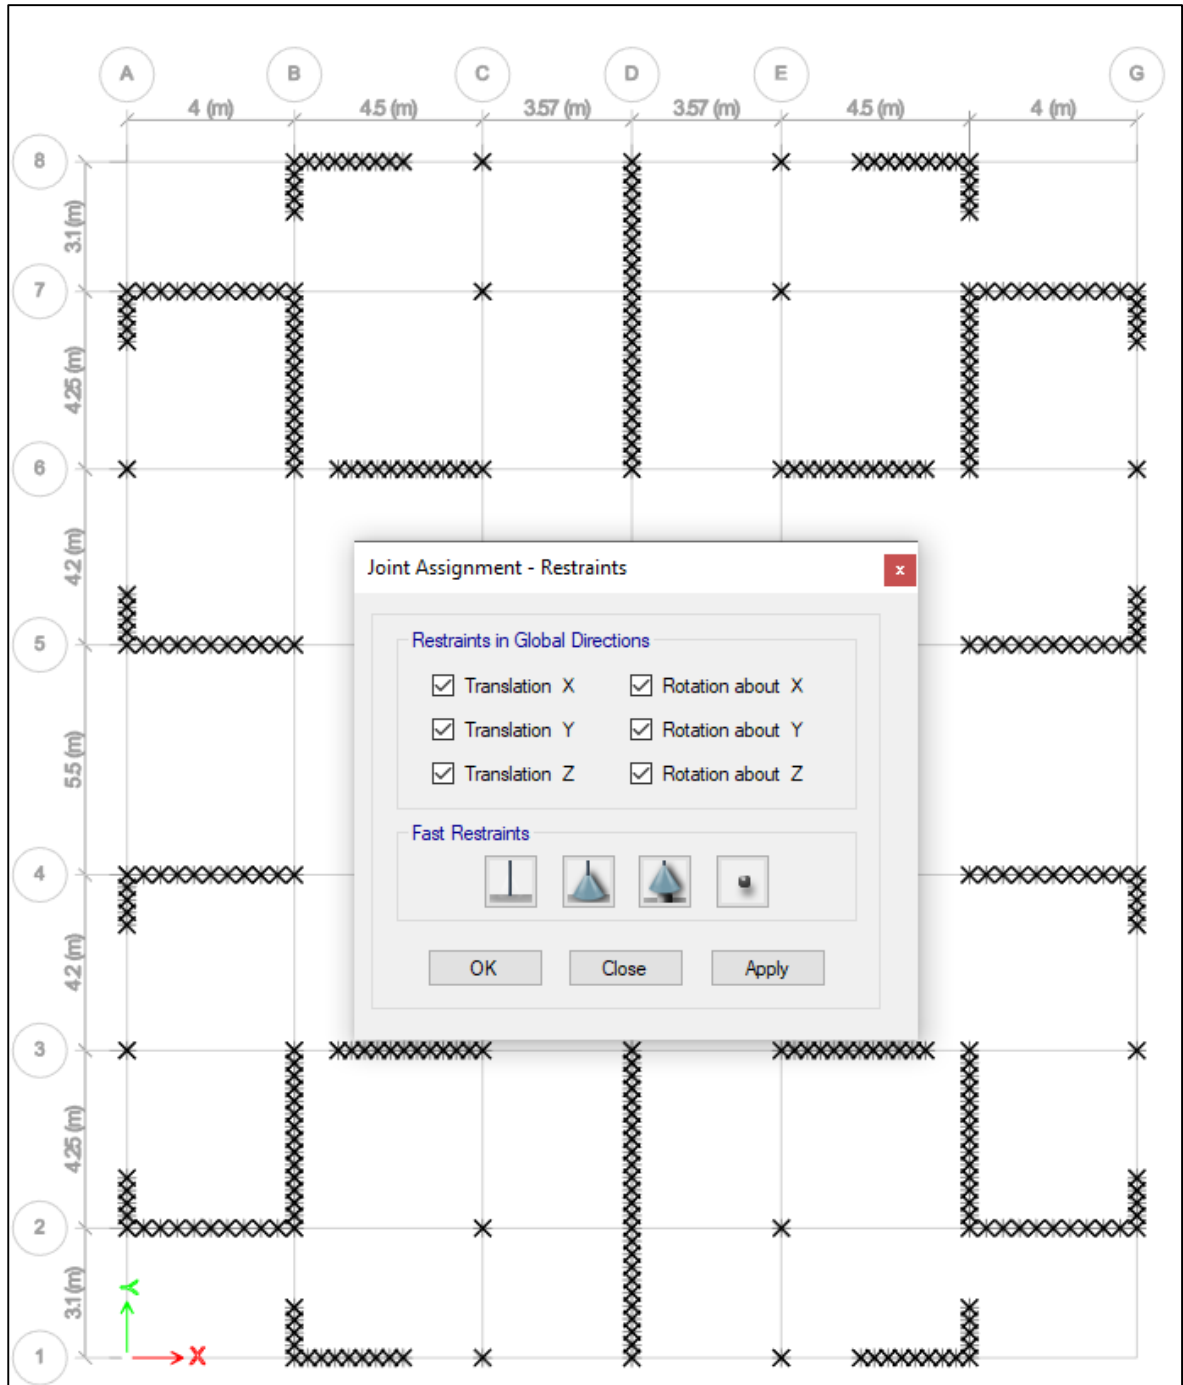 A B C D E G
4 (m) 4.5 (m) 3.57 (m) 3.57 (m) 4.5 (m) 4 (m)
8
3.1 (m)
7
4.25 (m)
6
4.2 (m)
Joint Assignment - Restraints
x
5
Restraints in Global Directions
Translation X Rotation about X
Translation Y Rotation about Y
5.5 (m)
Translation Z Rotation about Z
Fast Restraints
4
4.2 (m)
OK Close Apply
3
4.25 (m)
2
3.1 (m)
Y
1
X